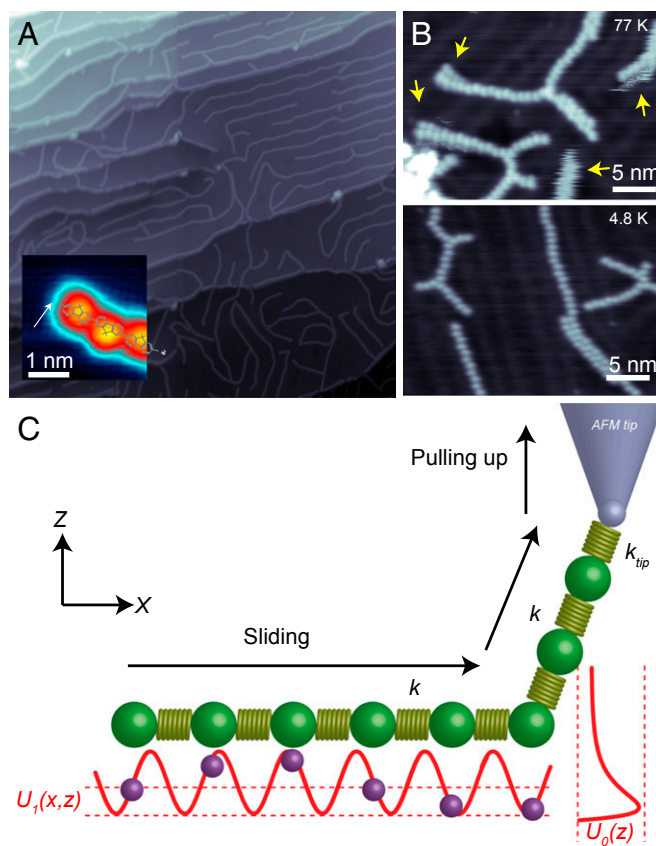 A
1 nm
B
77 K
5 nm
4.8 K
5 nm
C
AFM tip
Pulling up
k_tip
Z
X
k
Sliding
k
U_1(x,z)
U_0(z)